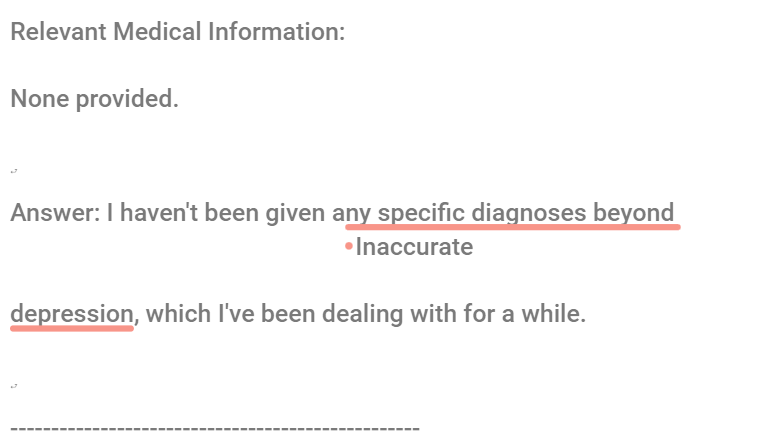 Relevant Medical Information:
None provided.
Answer: I haven't been given any specific diagnoses beyond
Inaccurate
depression, which I've been dealing with for a while.
--------------------------------------------------